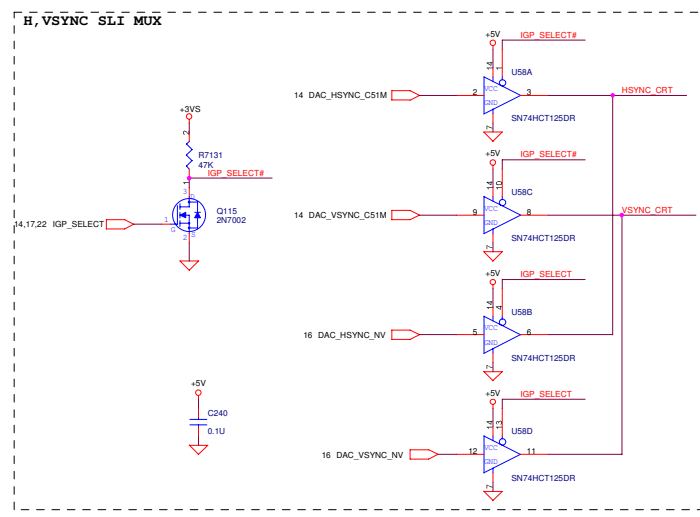 H,VSYNC SLI MUX
+5V
IGP_SELECT#
14
1
U58A
14 DAC_HSYNC_C51M
2
VCC
GND
3
HSYNC_CRT
7
SN74HCT125DR
+3VS
2
R7131
47K
1
IGP_SELECT#
3
D
Q115
2N7002
14,17,22 IGP_SELECT
1
G
S
2
+5V
IGP_SELECT#
14
10
U58C
14 DAC_VSYNC_C51M
9
VCC
GND
8
VSYNC_CRT
7
SN74HCT125DR
+5V
IGP_SELECT
14
4
U58B
16 DAC_HSYNC_NV
5
VCC
GND
6
7
SN74HCT125DR
+5V
C240
0.1U
+5V
IGP_SELECT
14
13
U58D
16 DAC_VSYNC_NV
12
VCC
GND
11
7
SN74HCT125DR